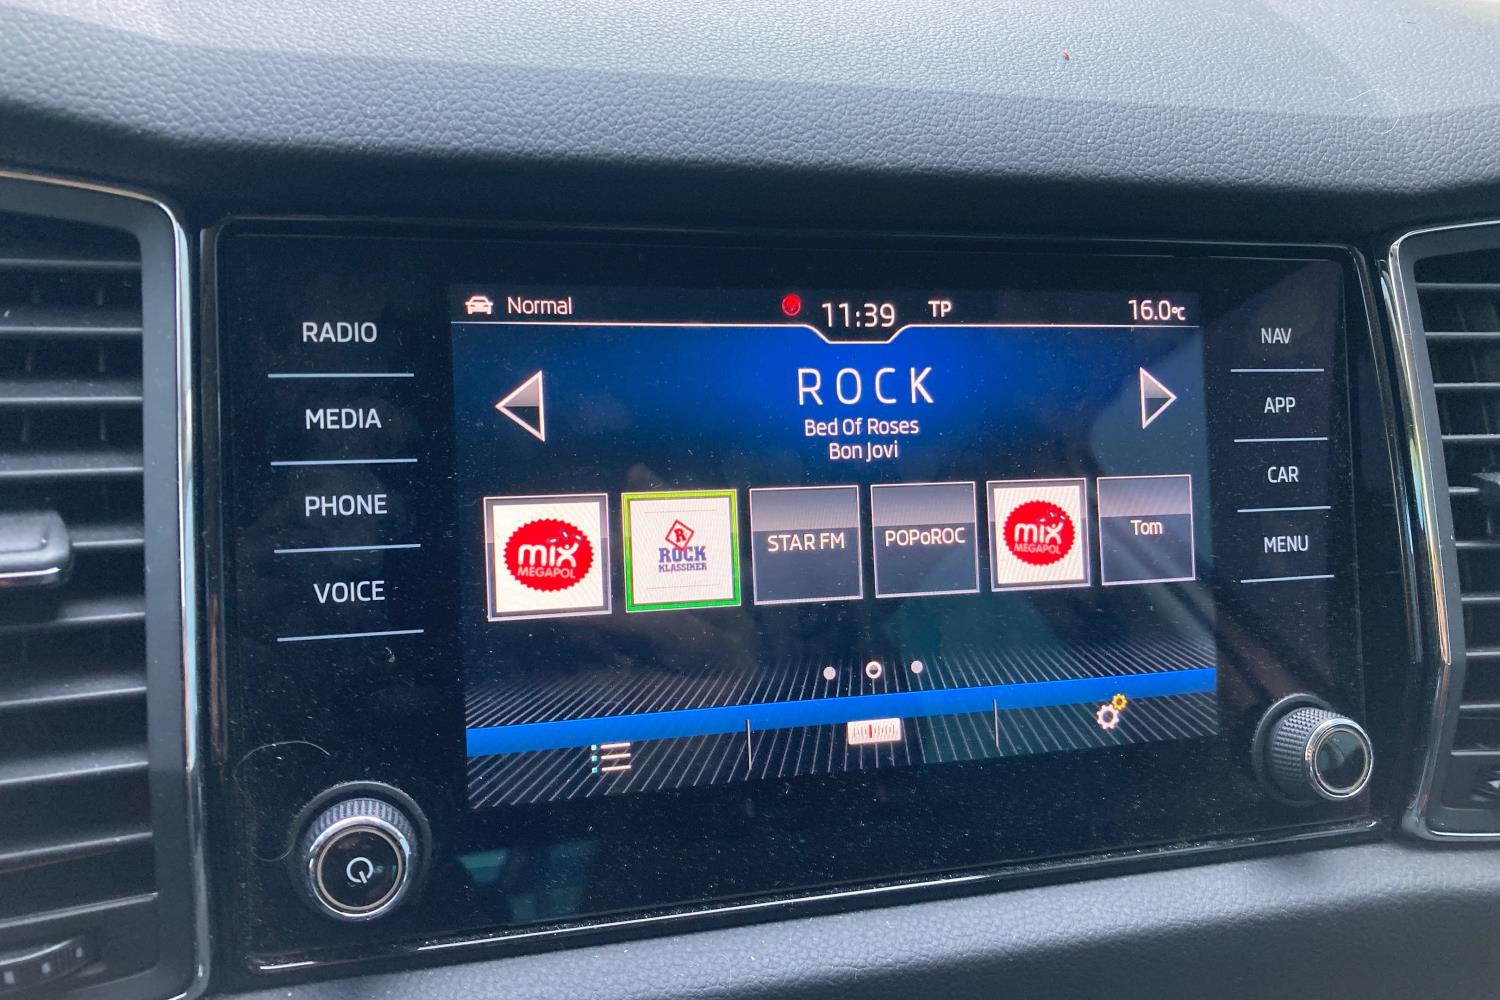 Normal
11:39
TP
16.0°C
RADIO
MEDIA
PHONE
VOICE
ROCK
Bed Of Roses
Bon Jovi
mix
MEGAPOL
R
ROCK
KLASSIKER
STAR FM
POPoROC
mix
MEGAPOL
Tom
NAV
APP
CAR
MENU